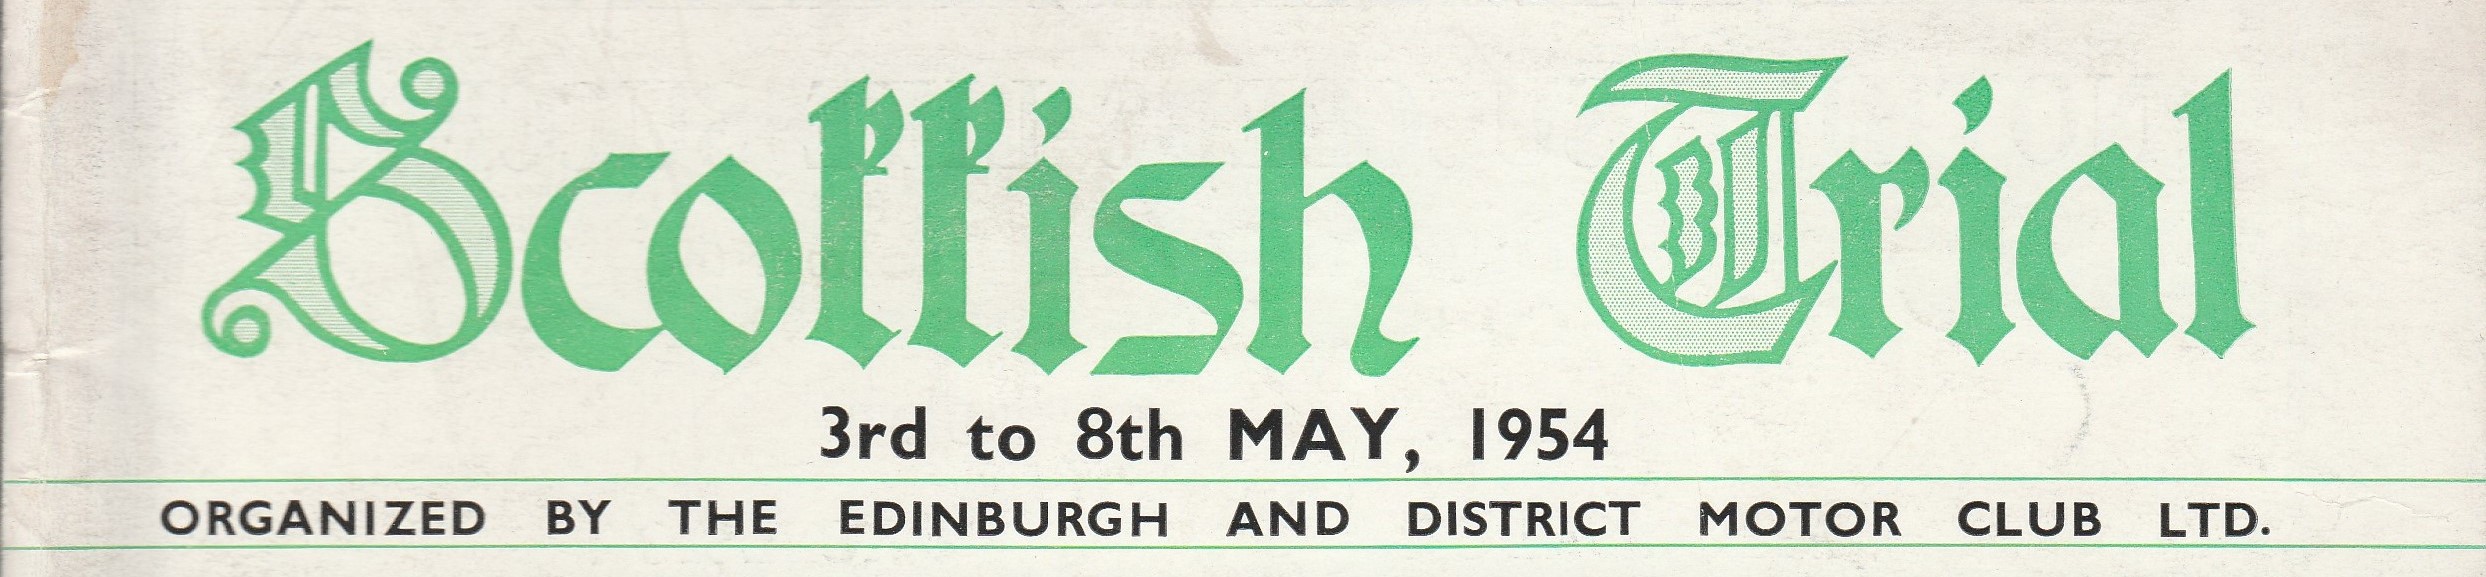 Scottish Trial
3rd to 8th MAY, 1954
ORGANIZED BY THE EDINBURGH AND DISTRICT MOTOR CLUB LTD.